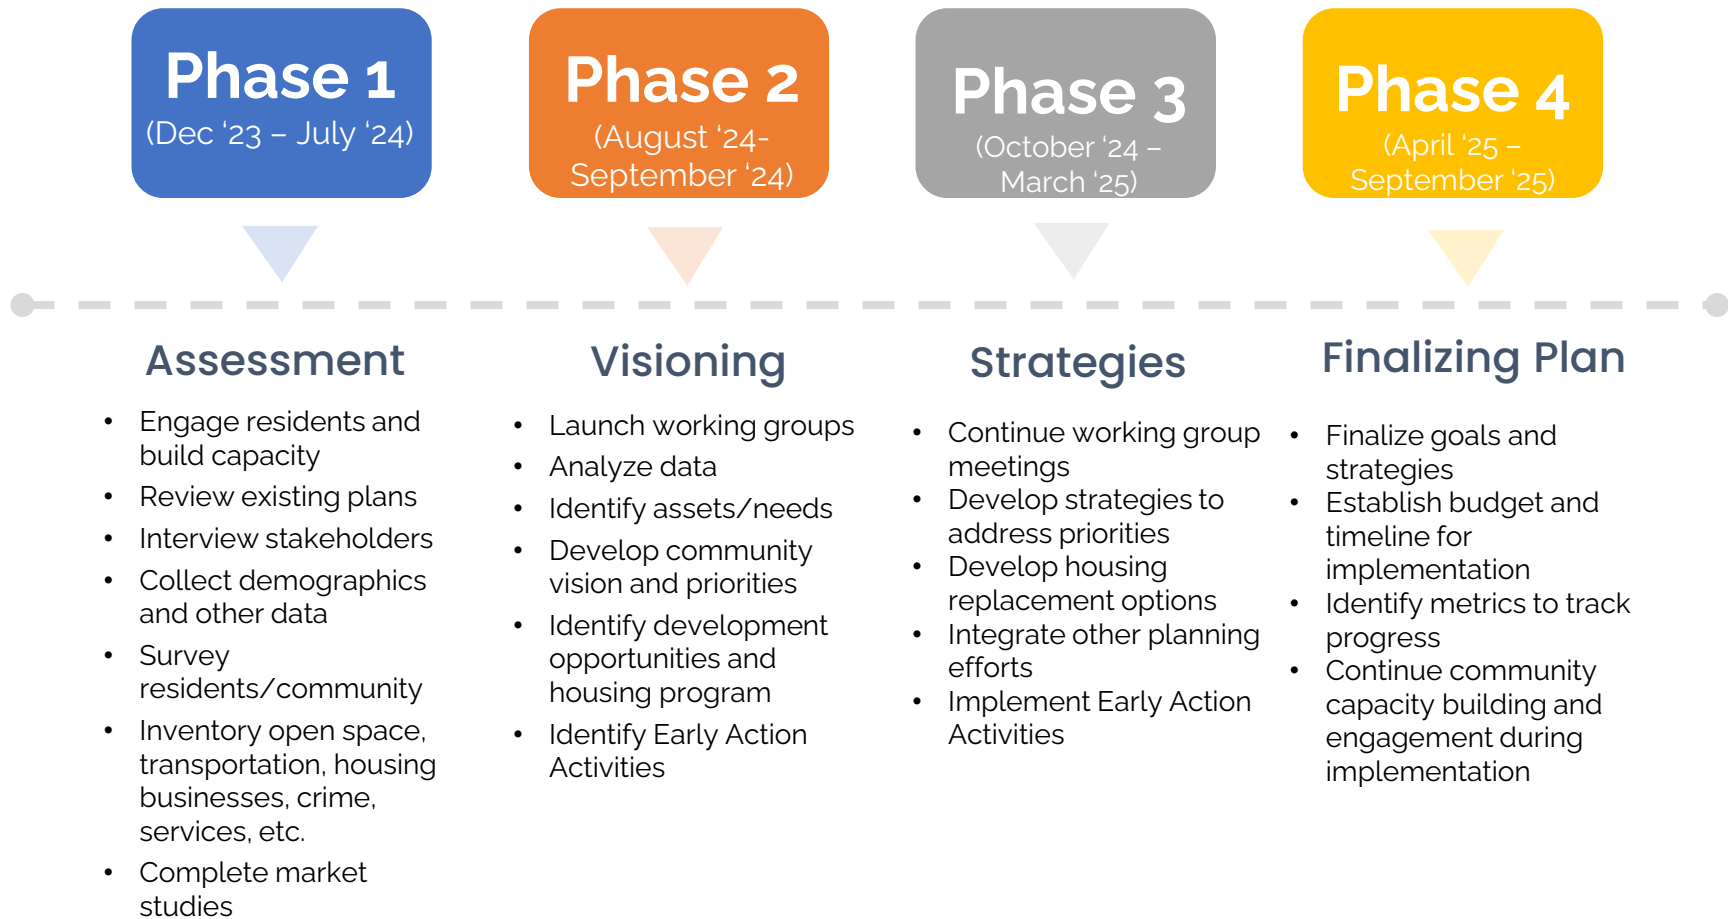 Phase 1
(Dec ‘23 – July ‘24)
Phase 2
(August ‘24-
September ‘24)
Phase 3
(October ‘24 –
March ‘25)
Phase 4
(April ‘25 –
September ‘25)
Assessment
• Engage residents and
build capacity
• Review existing plans
• Interview stakeholders
• Collect demographics
and other data
• Survey
residents/community
• Inventory open space,
transportation, housing
businesses, crime,
services, etc.
• Complete market
studies
Visioning
• Launch working groups
• Analyze data
• Identify assets/needs
• Develop community
vision and priorities
• Identify development
opportunities and
housing program
• Identify Early Action
Activities
Strategies
• Continue working group
meetings
• Develop strategies to
address priorities
• Develop housing
replacement options
• Integrate other planning
efforts
• Implement Early Action
Activities
Finalizing Plan
• Finalize goals and
strategies
• Establish budget and
timeline for
implementation
• Identify metrics to track
progress
• Continue community
capacity building and
engagement during
implementation